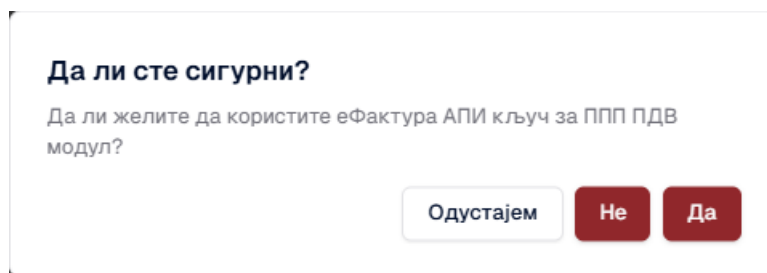 Да ли сте сигурни?
Да ли желите да користите еФактура АПИ кључ за ППП ПДВ
модул?
Одустајем Не Да